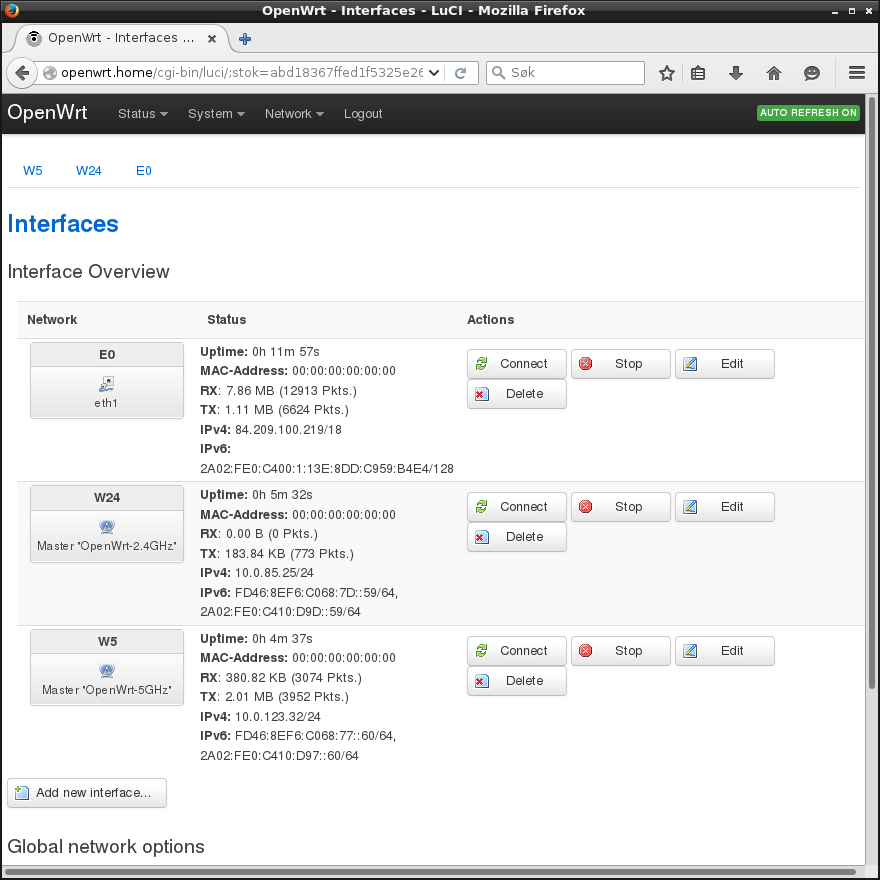 OpenWrt - Interfaces - LuCI - Mozilla Firefox
OpenWrt - Interfaces ...
openwrt.home/cgi-bin/luci/;stok=abd18367ffed1f5325e26
Søk
OpenWrt Status System Network Logout AUTO REFRESH ON
W5 W24 E0
Interfaces
Interface Overview
Network Status Actions
E0
eth1
Uptime: 0h 11m 57s
MAC-Address: 00:00:00:00:00:00
RX: 7.86 MB (12913 Pkts.)
TX: 1.11 MB (6624 Pkts.)
IPv4: 84.209.100.219/18
IPv6:
2A02:FE0:C400:1:13E:8DD:C959:B4E4/128
Connect Stop Edit
Delete
W24
Master "OpenWrt-2.4GHz"
Uptime: 0h 5m 32s
MAC-Address: 00:00:00:00:00:00
RX: 0.00 B (0 Pkts.)
TX: 183.84 KB (773 Pkts.)
IPv4: 10.0.85.25/24
IPv6: FD46:8EF6:C068:7D::59/64,
2A02:FE0:C410:D9D::59/64
Connect Stop Edit
Delete
W5
Master "OpenWrt-5GHz"
Uptime: 0h 4m 37s
MAC-Address: 00:00:00:00:00:00
RX: 380.82 KB (3074 Pkts.)
TX: 2.01 MB (3952 Pkts.)
IPv4: 10.0.123.32/24
IPv6: FD46:8EF6:C068:77::60/64,
2A02:FE0:C410:D97::60/64
Connect Stop Edit
Delete
Add new interface...
Global network options